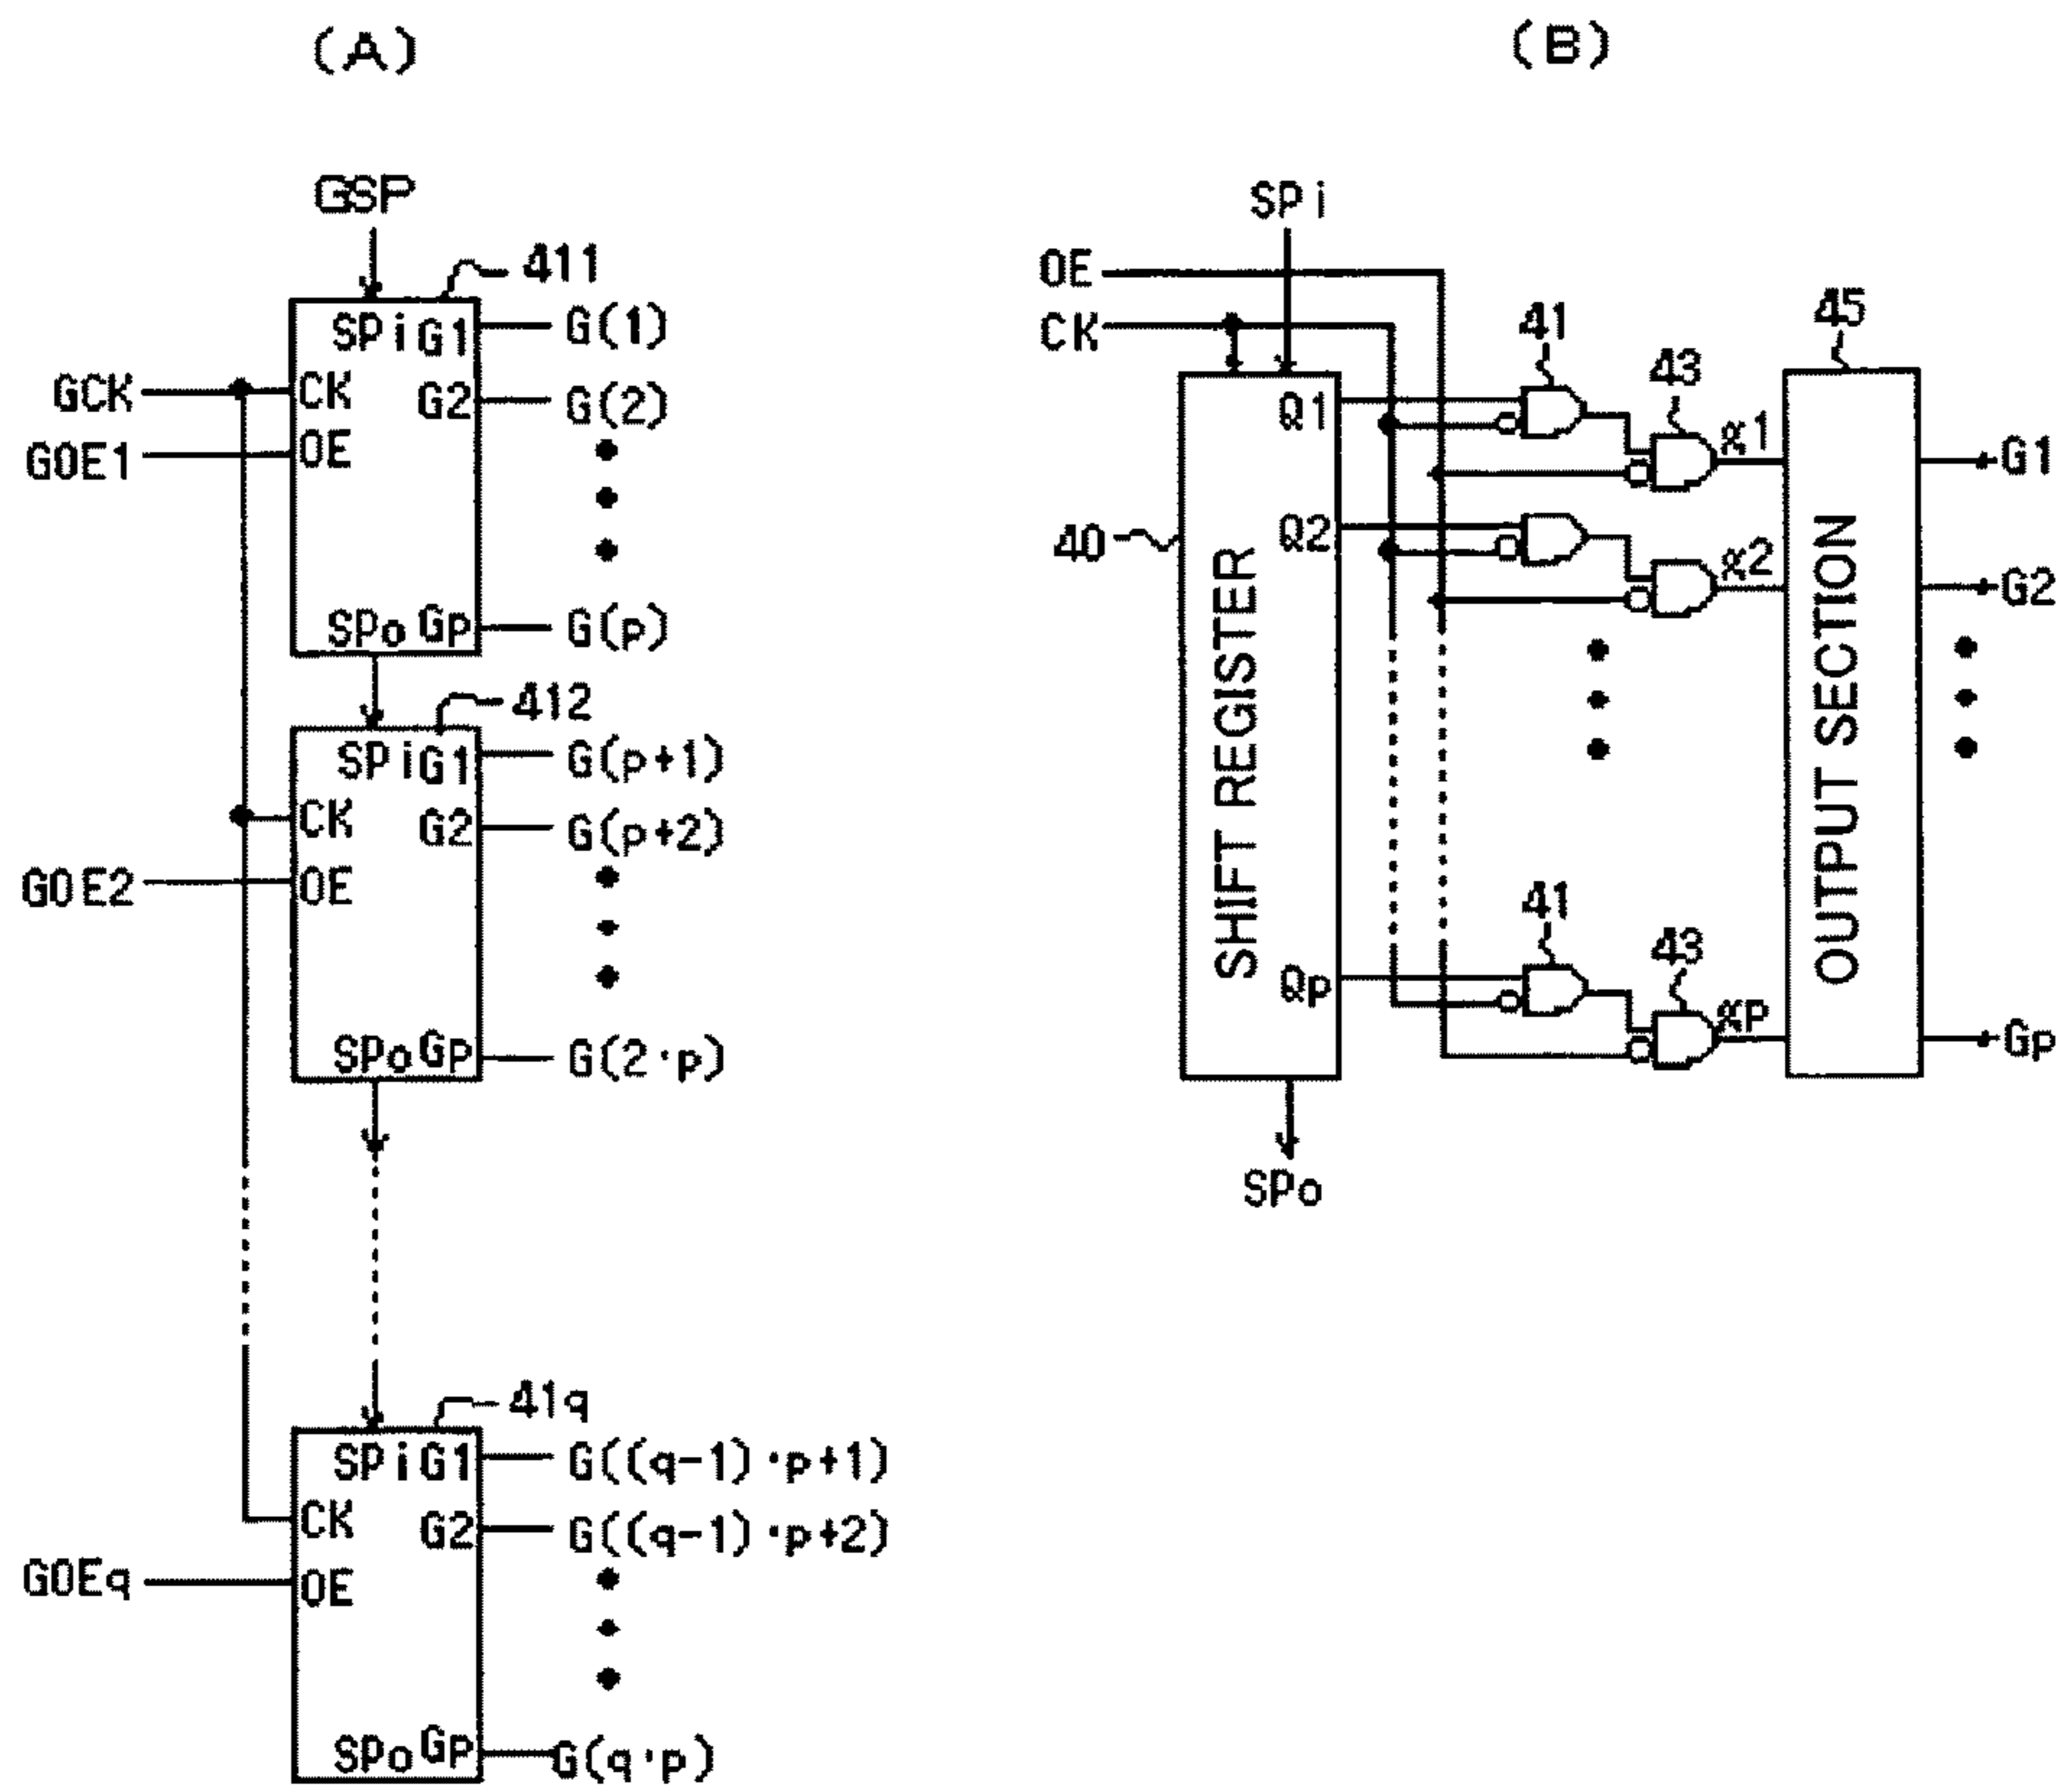 (A)
GSP
411
SPi G1
G(1)
GCK
CK
G2
G(2)
GOE1
OE
SPo Gp
G(p)
412
SPi G1
G(p+1)
CK
G2
G(p+2)
GOE2
OE
SPo Gp
G(2·p)
41q
SPi G1
G((q-1)·p+1)
CK
G2
G((q-1)·p+2)
GOEq
OE
SPo Gp
G(q·p)
(B)
SPi
OE
CK
41
43
45
Q1
※1
G1
40
Q2
※2
G2
SHIFT REGISTER
OUTPUT SECTION
41
43
Qp
※P
Gp
SPo